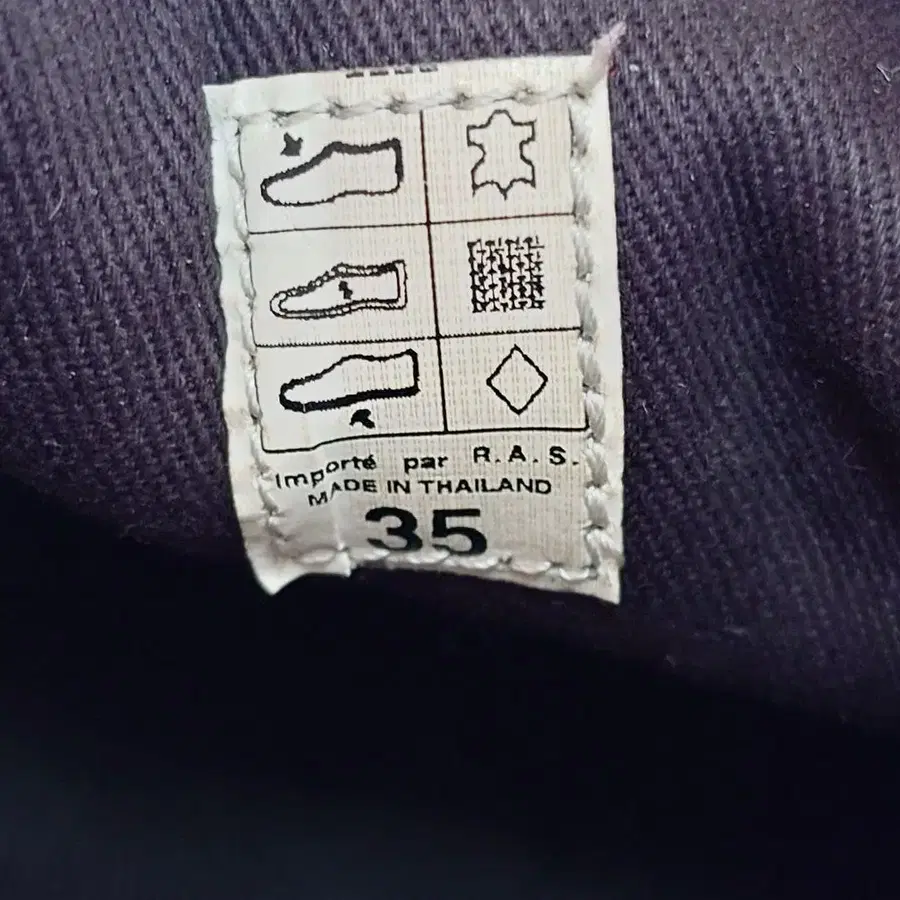 Importé par R.A.S.
MADE IN THAILAND
35